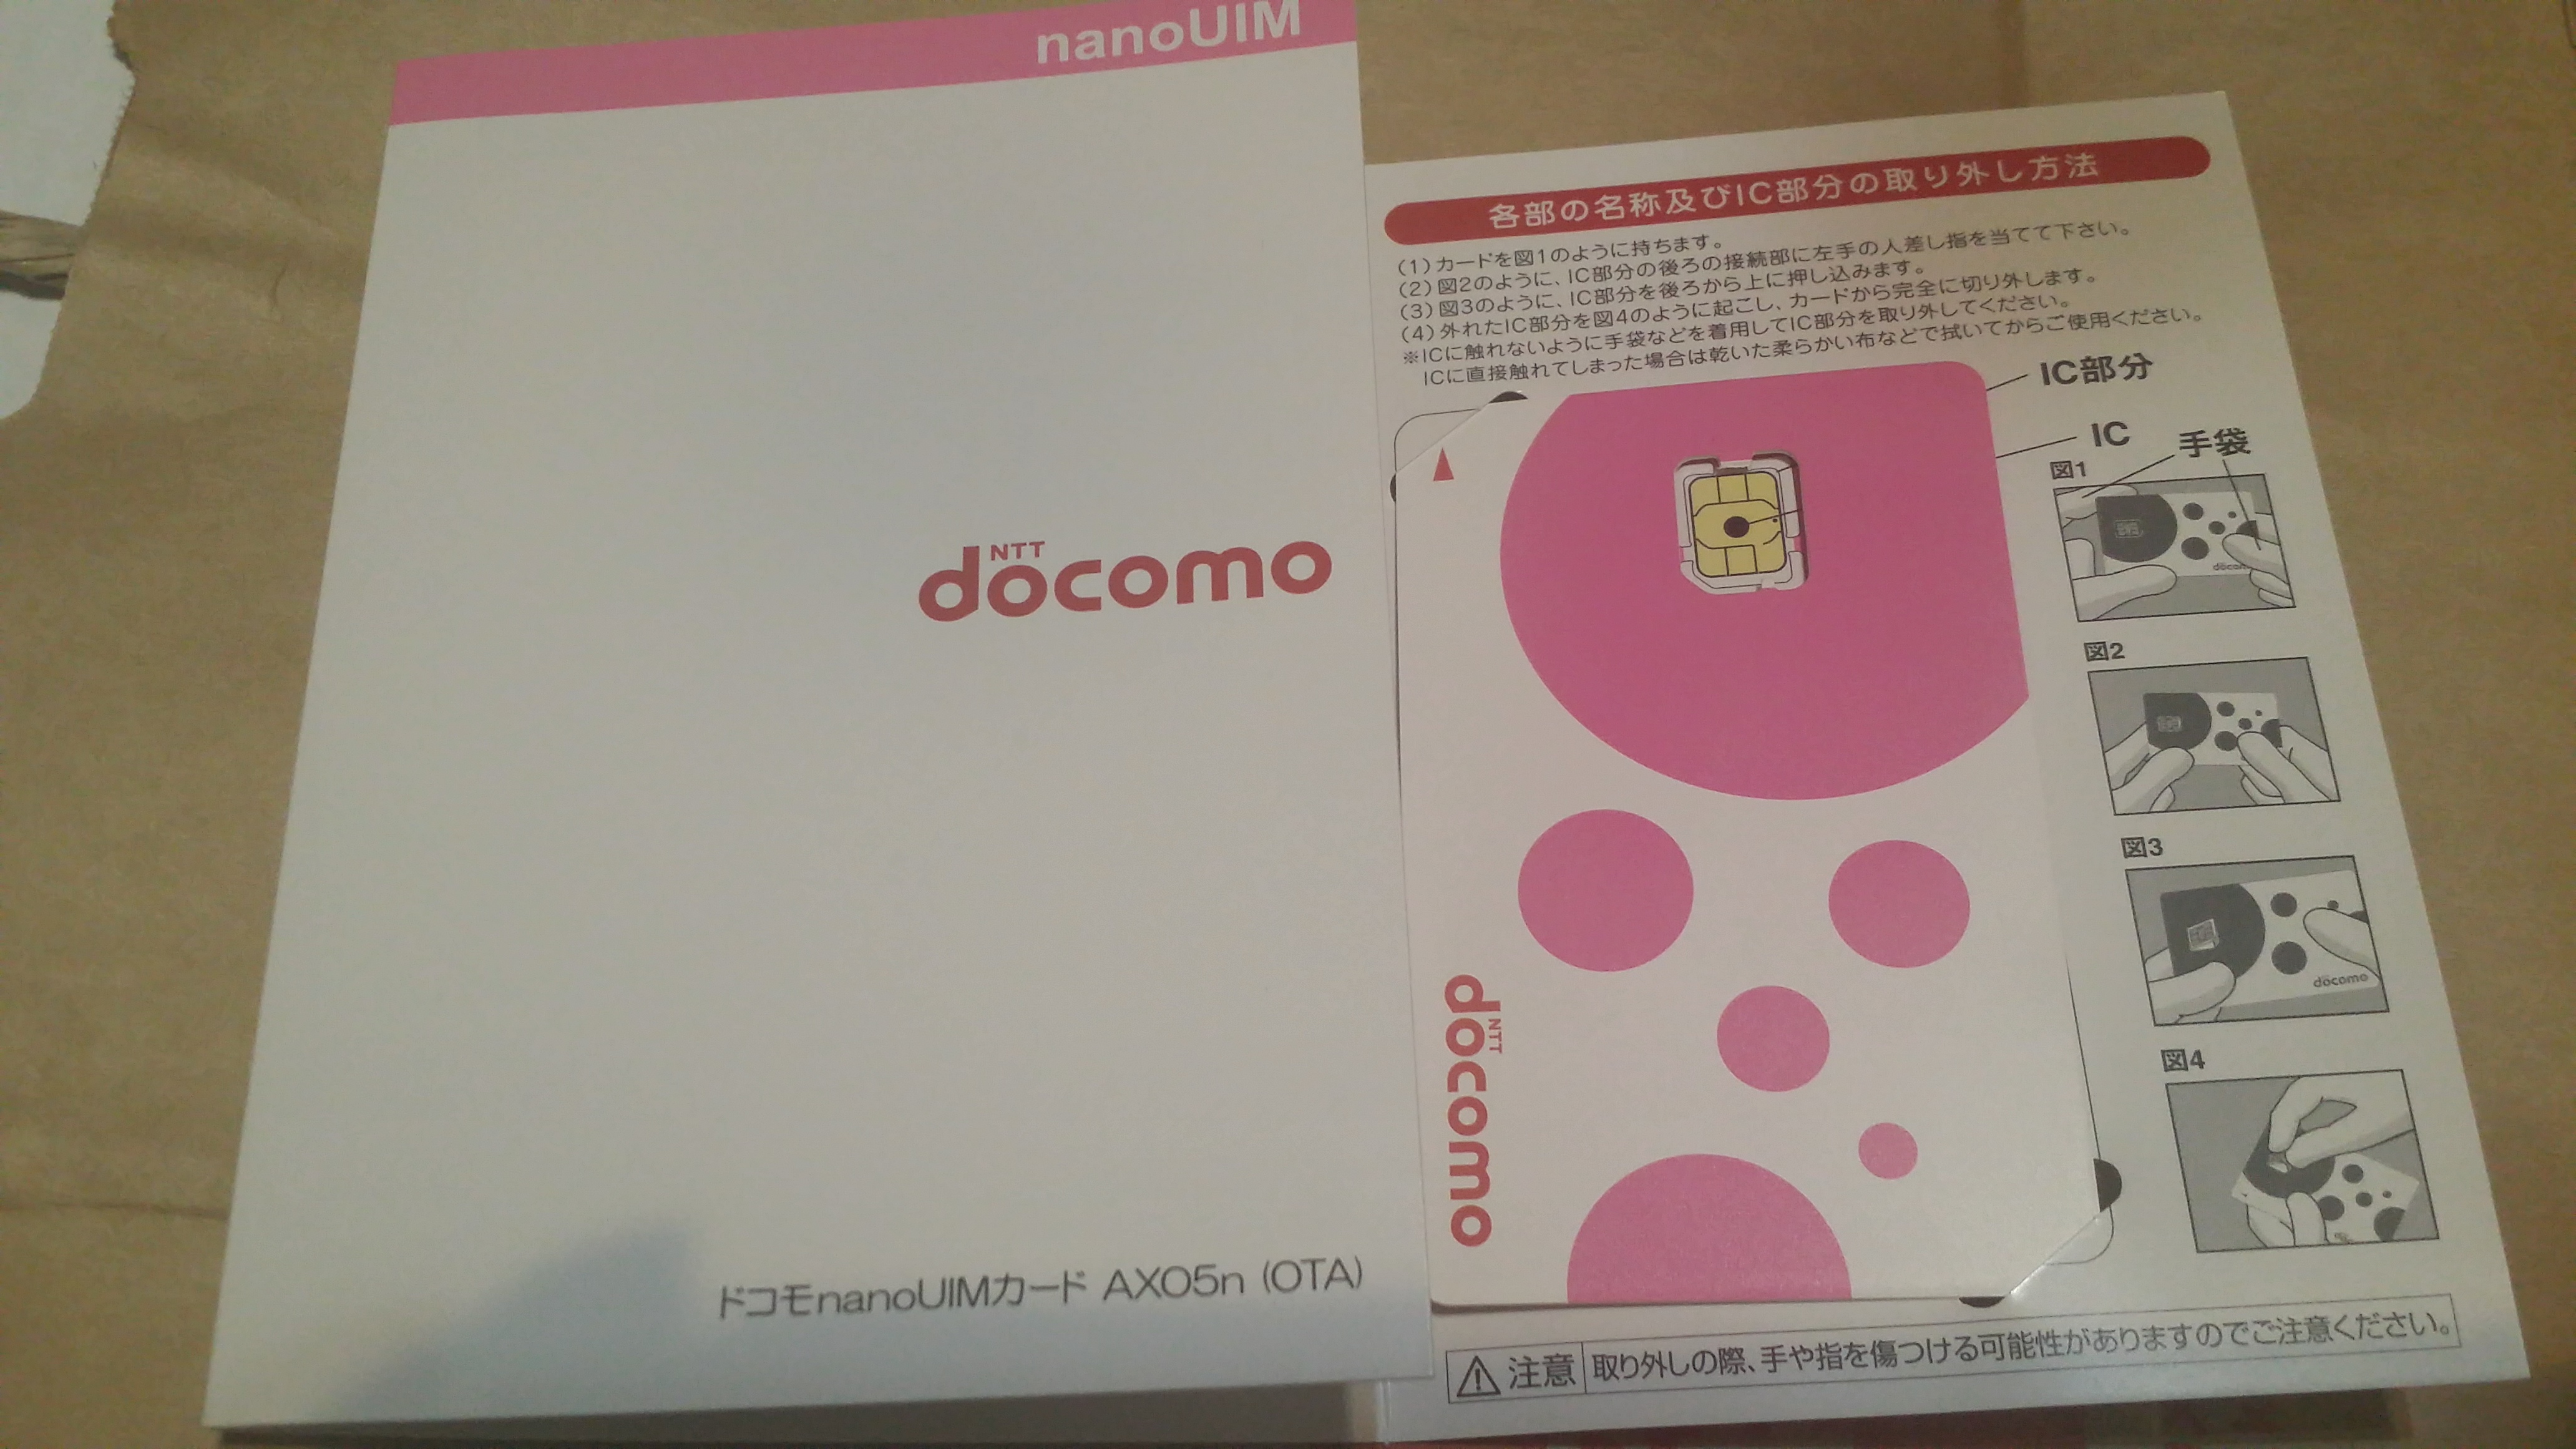 nanoUIM
NTT
docomo
ドコモnanoUIMカード AX05n (OTA)
各部の名称及びIC部分の取り外し方法
(1)カードを図1のように持ちます。
(2)図2のように、IC部分の後ろの接続部に左手の人差し指を当てて下さい。
(3)図3のように、IC部分を後ろから上に押し込みます。
(4)外れたIC部分を図4のように起こし、カードから完全に切り外します。
※ICに触れないように手袋などを着用してIC部分を取り外してください。
ICに直接触れてしまった場合は乾いた柔らかい布などで拭いてからご使用ください。
IC部分
IC
手袋
図1
図2
図3
döcomo
図4
NTT
docomo
注意 取り外しの際、手や指を傷つける可能性がありますのでご注意ください。